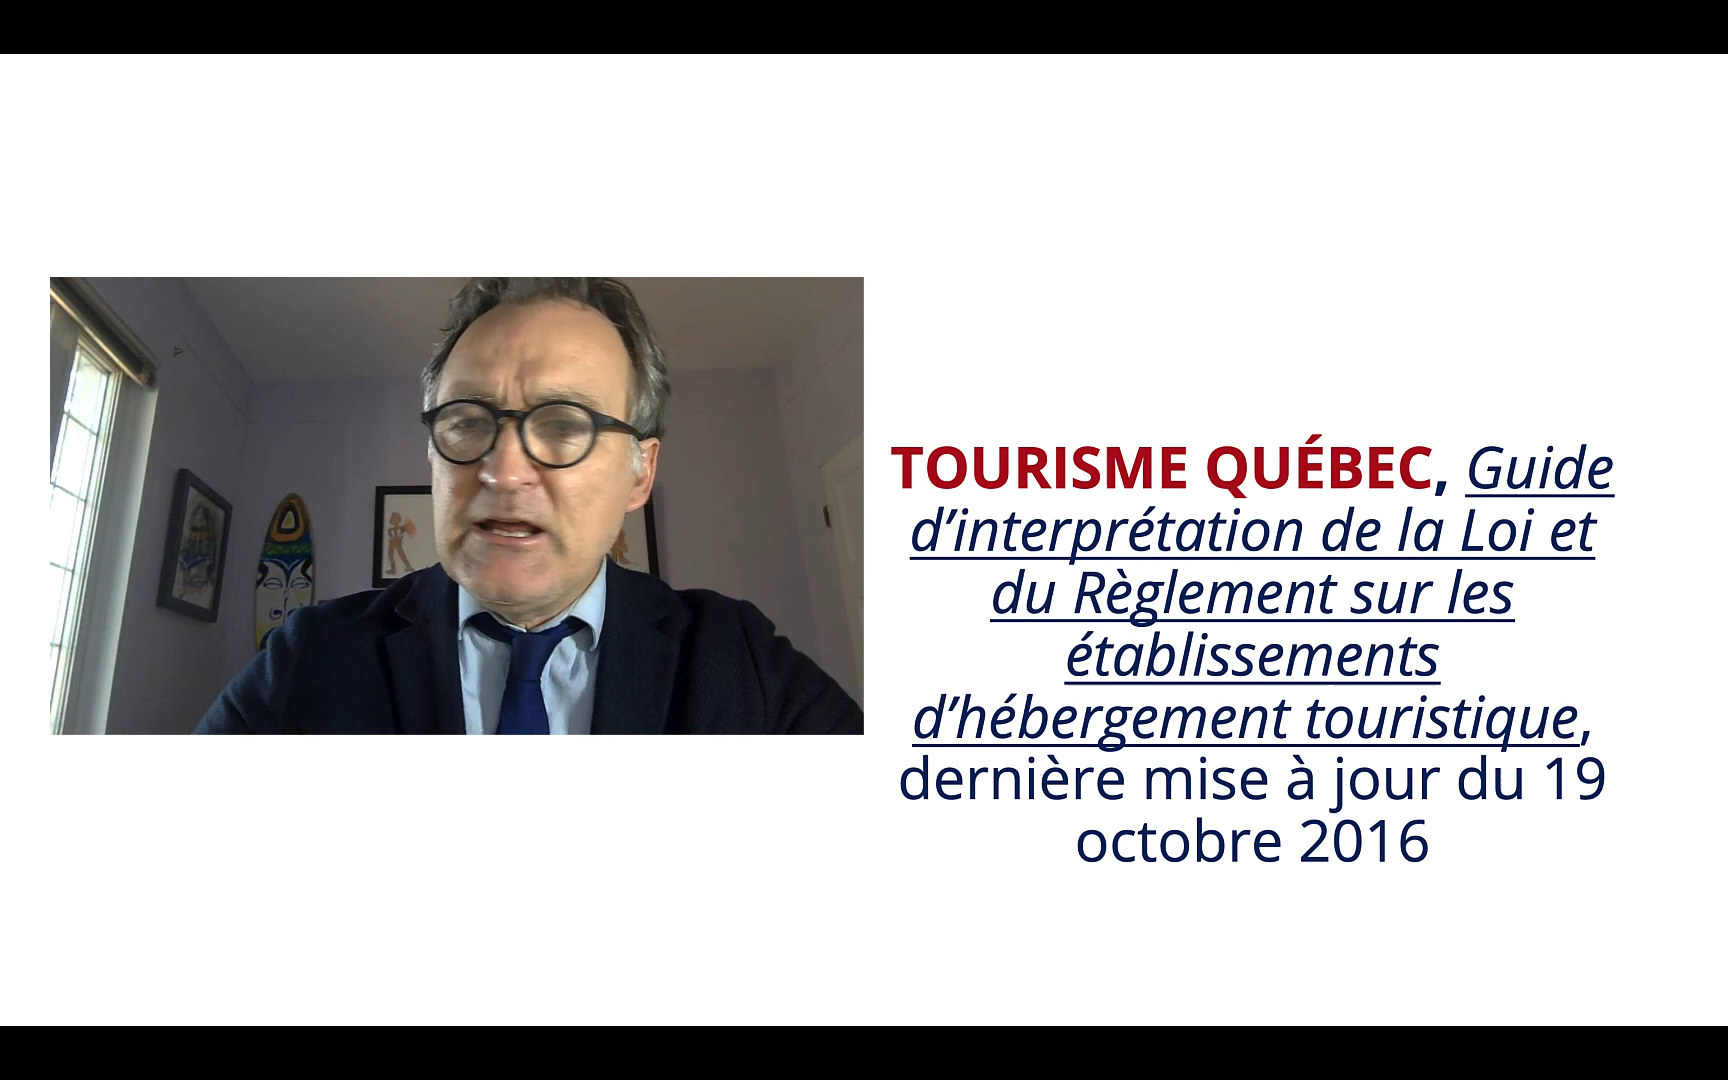 TOURISME QUÉBEC, Guide
d’interprétation de la Loi et
du Règlement sur les
établissements
d’hébergement touristique,
dernière mise à jour du 19
octobre 2016